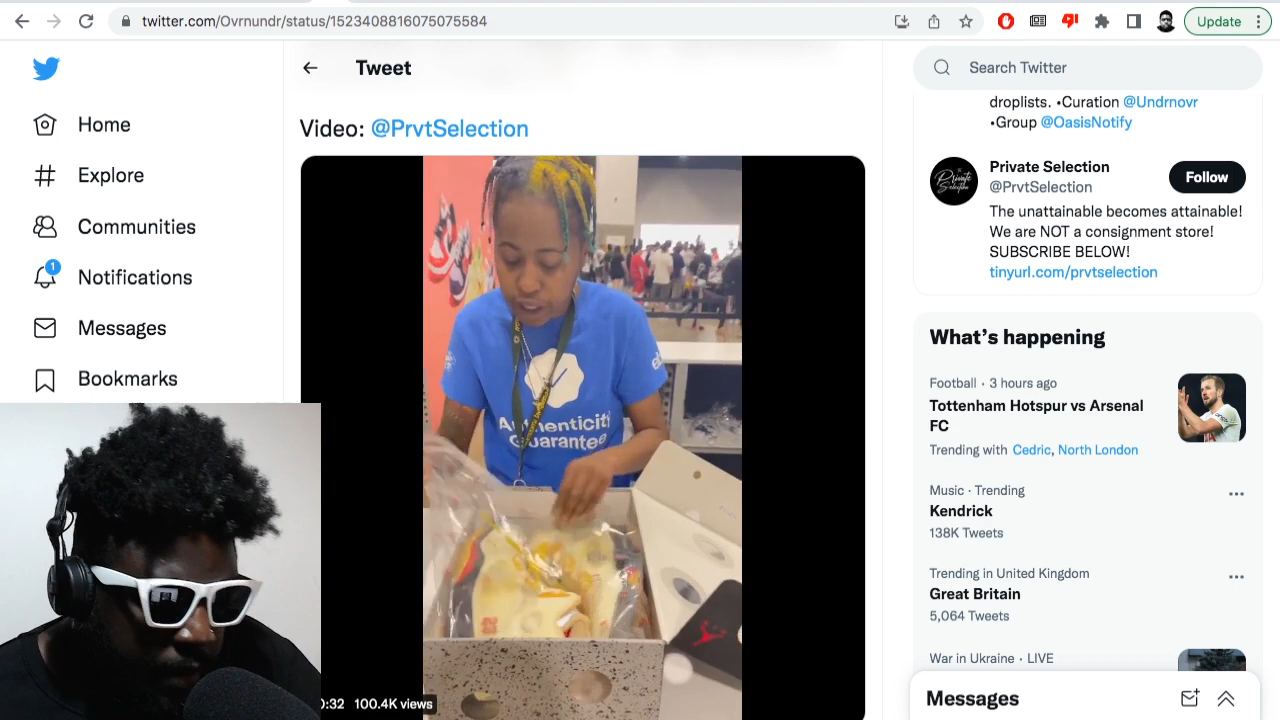 twitter.com/Ovrnundr/status/1523408816075075584
Update
Tweet
Search Twitter
Home
Explore
Communities
Notifications
1
Messages
Bookmarks
Video: @PrvtSelection
Authenticity
Guarantee
0:32 100.4K views
droplists. •Curation @Undrnovr
•Group @OasisNotify
Private Selection
@PrvtSelection
Follow
The unattainable becomes attainable!
We are NOT a consignment store!
SUBSCRIBE BELOW!
tinyurl.com/prvtselection
What’s happening
Football · 3 hours ago
Tottenham Hotspur vs Arsenal
FC
Trending with Cedric, North London
Music · Trending
Kendrick
138K Tweets
Trending in United Kingdom
Great Britain
5,064 Tweets
War in Ukraine · LIVE
Messages